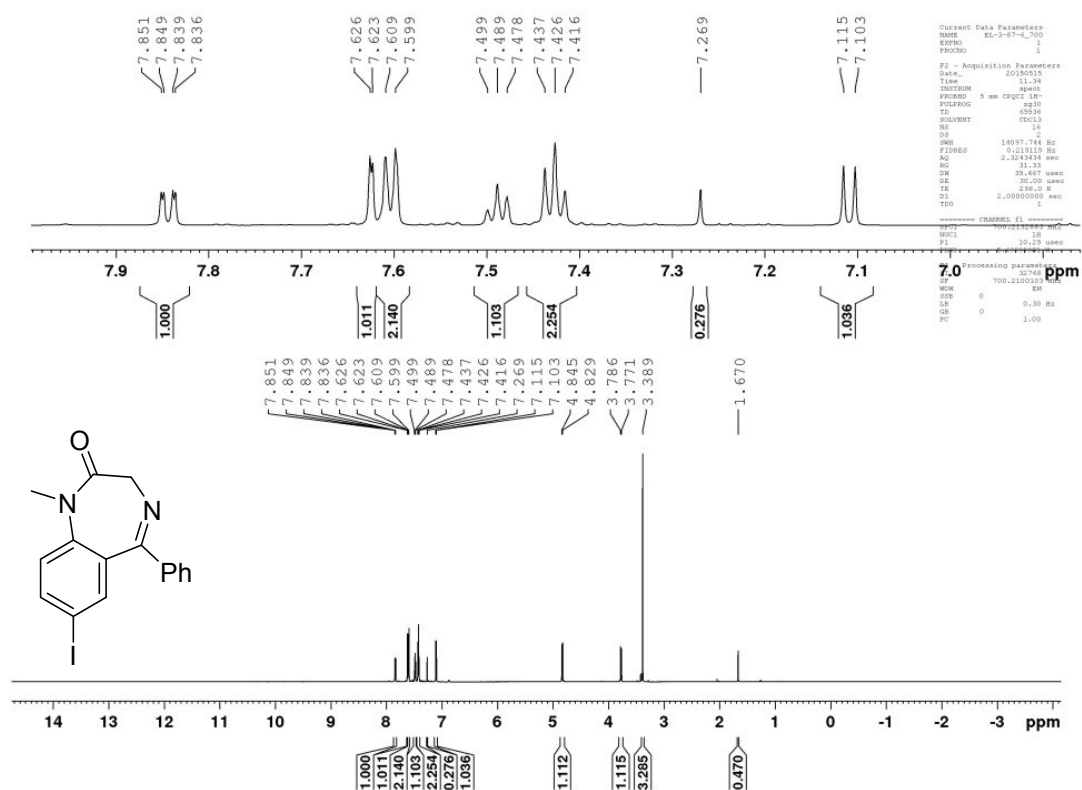 7.851
7.849
7.839
7.836
7.626
7.623
7.609
7.599
7.499
7.489
7.478
7.437
7.426
7.416
7.269
7.115
7.103
Current Data Parameters
NAME EL-3-87-6_700
EXPNO 1
PROCNO 1
F2 - Acquisition Parameters
Date_ 20150515
Time 11.34
INSTRUM spect
PROBHD 5 mm CPQCI 1H-
PULPROG zg30
TD 65536
SOLVENT CDCl3
NS 16
DS 2
SWH 14097.744 Hz
FIDRES 0.215115 Hz
AQ 2.3243434 sec
RG 31.33
DW 35.467 usec
DE 30.00 usec
TE 298.0 K
D1 2.00000000 sec
TD0 1
======== CHANNEL f1 ========
NUC1 1H
P1 10.25 usec
Processing parameters
32768
SF 700.2100103 MHz
WDW EM
SSB 0
LB 0.30 Hz
GB 0
PC 1.00
7.9 7.8 7.7 7.6 7.5 7.4 7.3 7.2 7.1 7.0 ppm
1.000
1.011
2.140
1.103
2.254
0.276
1.036
7.851
7.849
7.839
7.836
7.626
7.623
7.609
7.599
7.499
7.489
7.478
7.437
7.426
7.416
7.269
7.115
7.103
4.845
4.829
3.786
3.771
3.389
1.670
O
N
N
Ph
I
14 13 12 11 10 9 8 7 6 5 4 3 2 1 0 -1 -2 -3 ppm
1.000
1.011
2.140
1.103
2.254
0.276
1.036
1.112
1.115
3.285
0.470